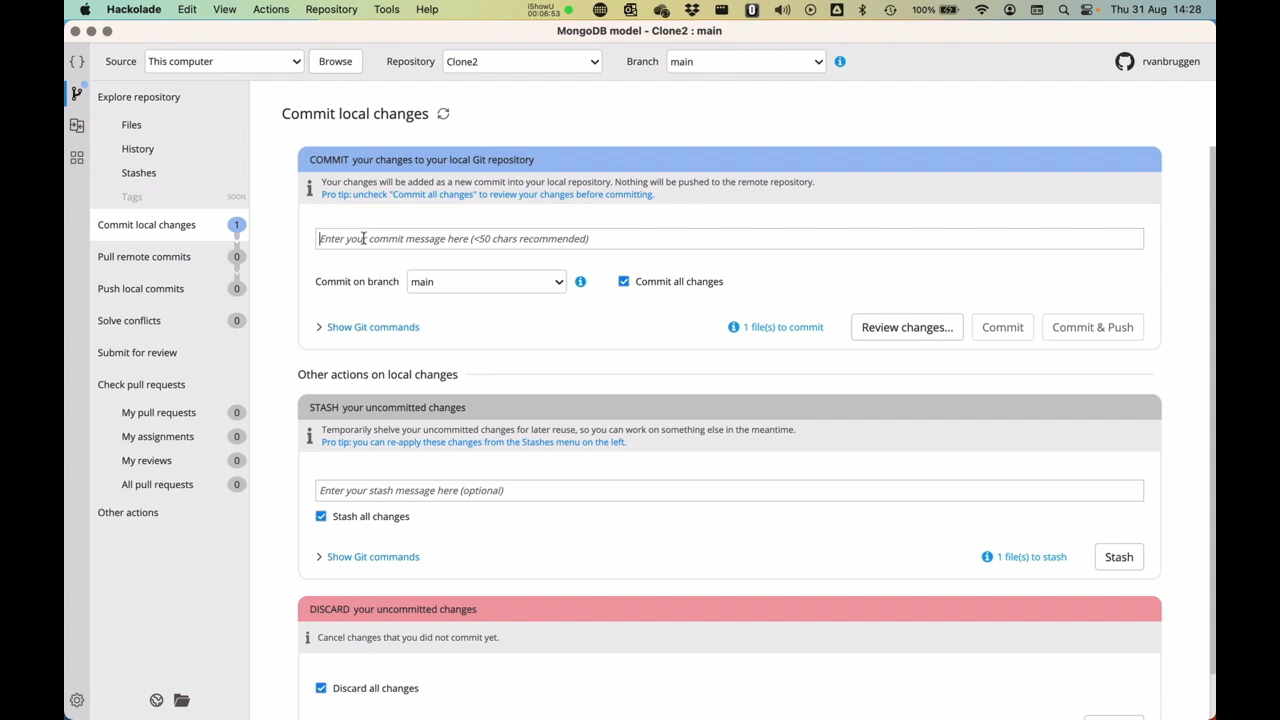 Hackolade Edit View Actions Repository Tools Help iShowU 00:06:53 100% Thu 31 Aug 14:28
MongoDB model - Clone2 : main
Source This computer Browse Repository Clone2 Branch main rvanbruggen
Explore repository
Files
History
Stashes
Tags SOON
Commit local changes 1
Pull remote commits 0
Push local commits 0
Solve conflicts 0
Submit for review
Check pull requests
My pull requests 0
My assignments 0
My reviews 0
All pull requests 0
Other actions
Commit local changes
COMMIT your changes to your local Git repository
Your changes will be added as a new commit into your local repository. Nothing will be pushed to the remote repository.
Pro tip: uncheck "Commit all changes" to review your changes before committing.
Enter your commit message here (<50 chars recommended)
Commit on branch main Commit all changes
Show Git commands 1 file(s) to commit Review changes... Commit Commit & Push
Other actions on local changes
STASH your uncommitted changes
Temporarily shelve your uncommitted changes for later reuse, so you can work on something else in the meantime.
Pro tip: you can re-apply these changes from the Stashes menu on the left.
Enter your stash message here (optional)
Stash all changes
Show Git commands 1 file(s) to stash Stash
DISCARD your uncommitted changes
Cancel changes that you did not commit yet.
Discard all changes